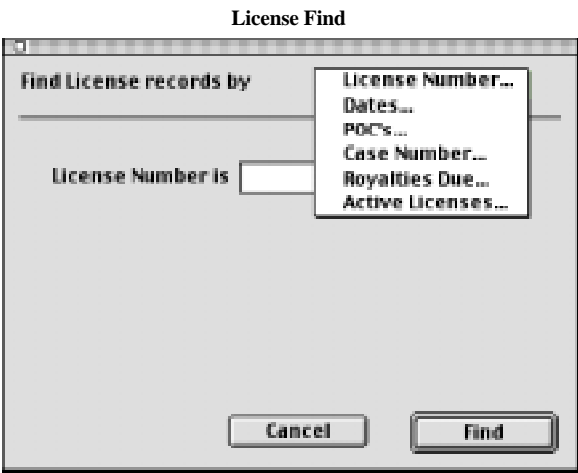 License Find
Find License records by
License Number...
Dates...
POC's...
Case Number...
Royalties Due...
Active Licenses...
License Number is
Cancel
Find